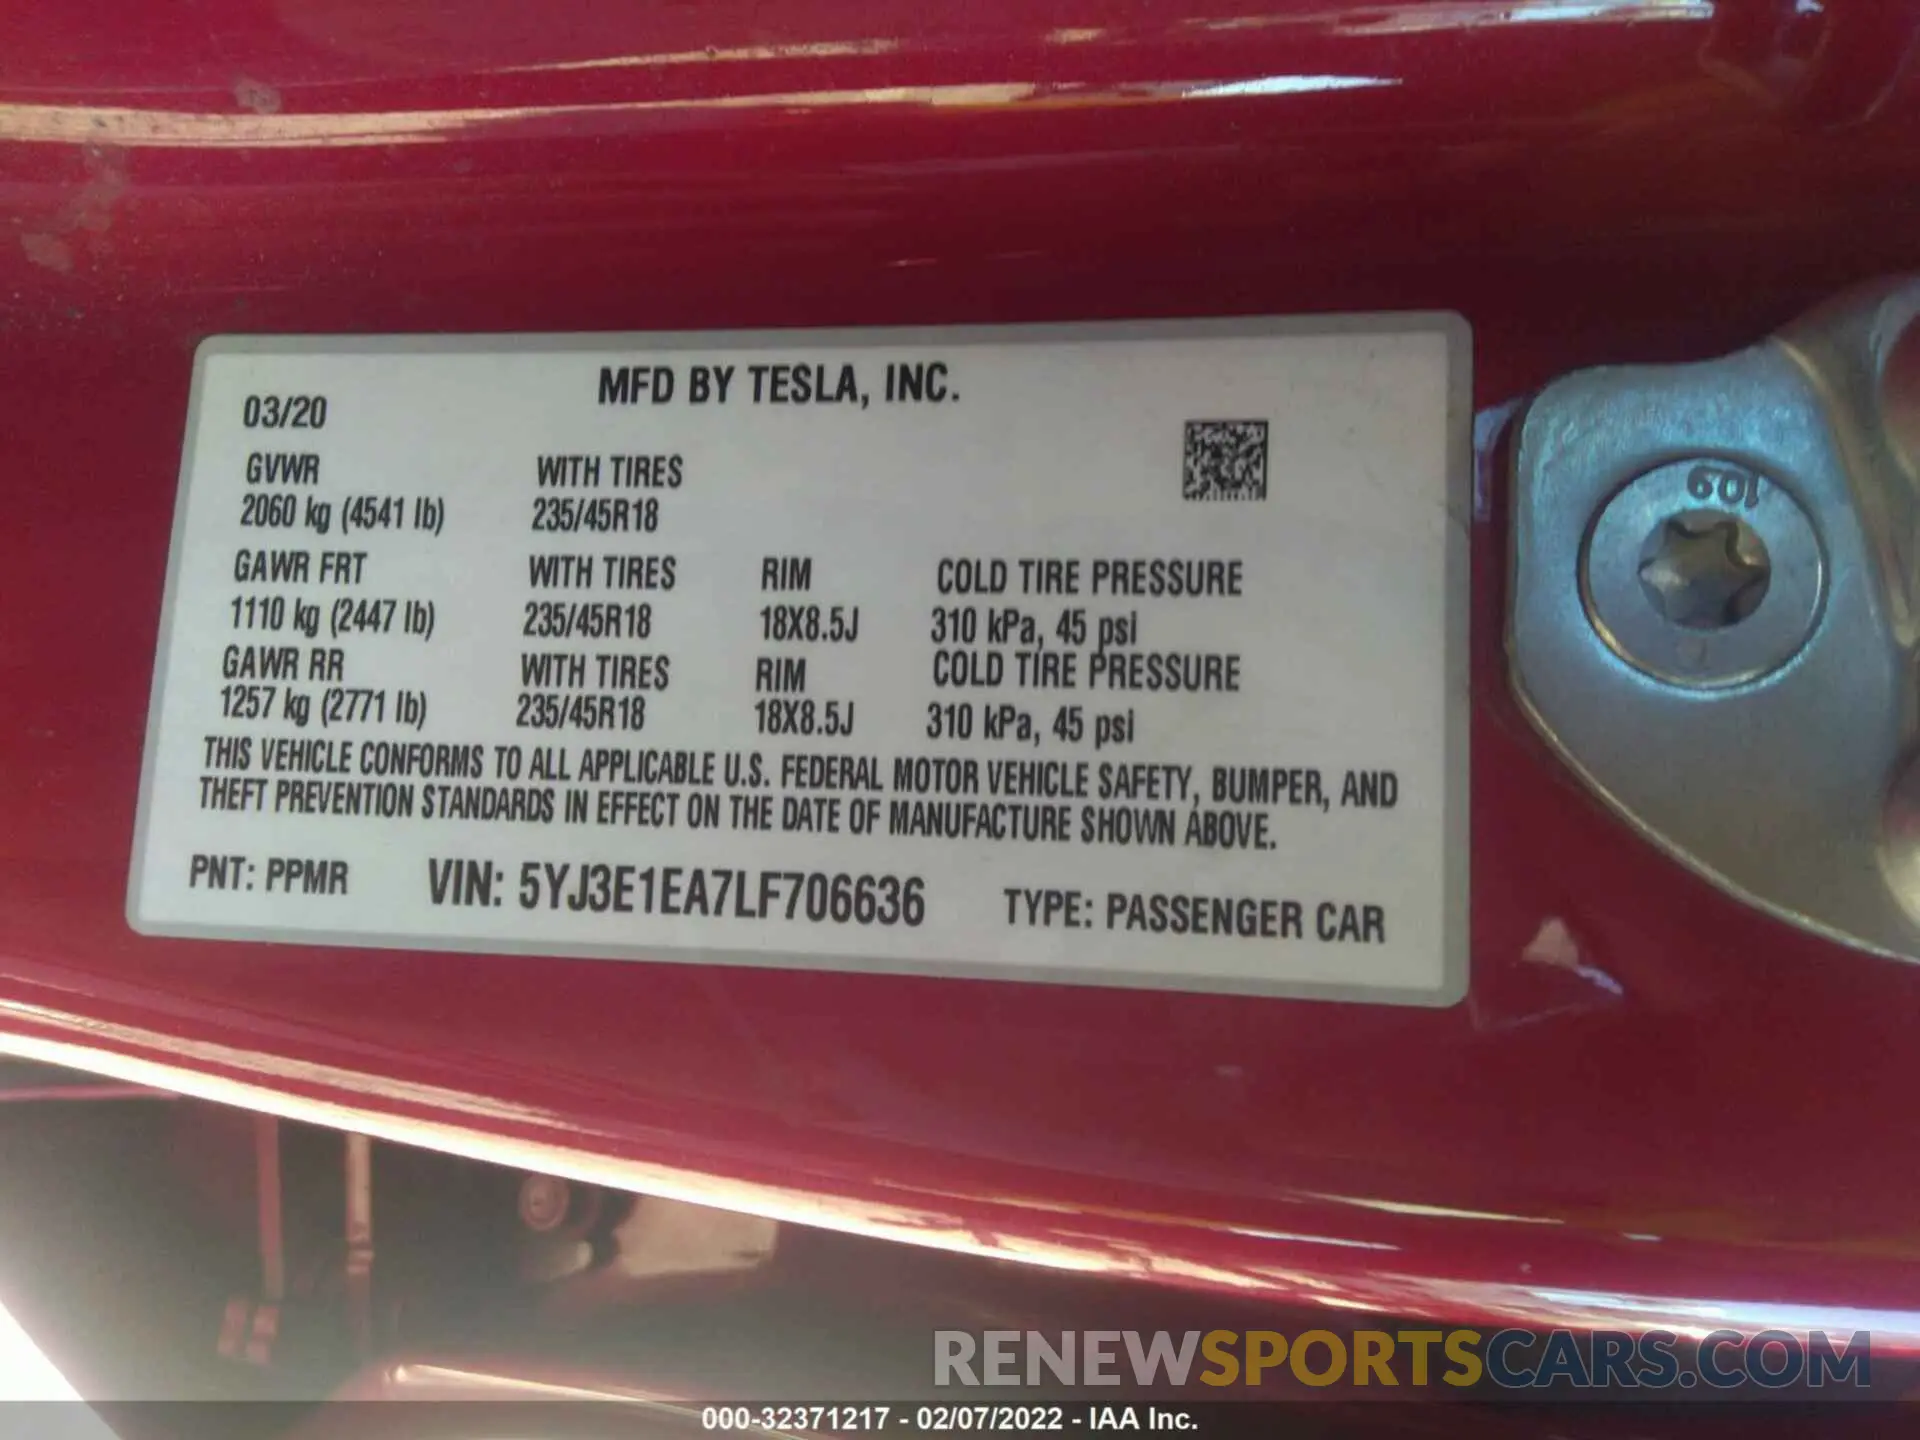 MFD BY TESLA, INC.
03/20
GVWR WITH TIRES
2060 kg (4541 lb) 235/45R18
GAWR FRT WITH TIRES RIM COLD TIRE PRESSURE
1110 kg (2447 lb) 235/45R18 18X8.5J 310 kPa, 45 psi
GAWR RR WITH TIRES RIM COLD TIRE PRESSURE
1257 kg (2771 lb) 235/45R18 18X8.5J 310 kPa, 45 psi
THIS VEHICLE CONFORMS TO ALL APPLICABLE U.S. FEDERAL MOTOR VEHICLE SAFETY, BUMPER, AND
THEFT PREVENTION STANDARDS IN EFFECT ON THE DATE OF MANUFACTURE SHOWN ABOVE.
PNT: PPMR VIN: 5YJ3E1EA7LF706636 TYPE: PASSENGER CAR
10.9
RENEWSPORTSCARS.COM
000-32371217 - 02/07/2022 - IAA Inc.